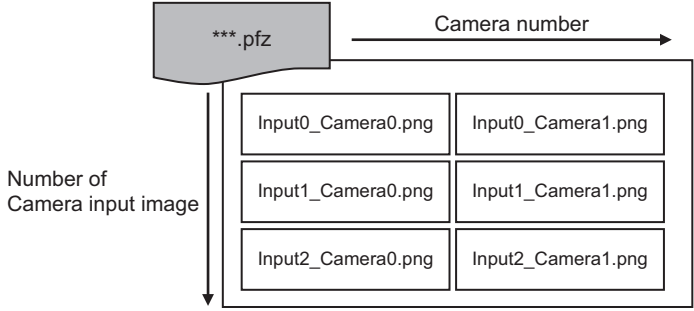 ***.pfz
Camera number
Input0_Camera0.png
Input0_Camera1.png
Number of
Camera input image
Input1_Camera0.png
Input1_Camera1.png
Input2_Camera0.png
Input2_Camera1.png